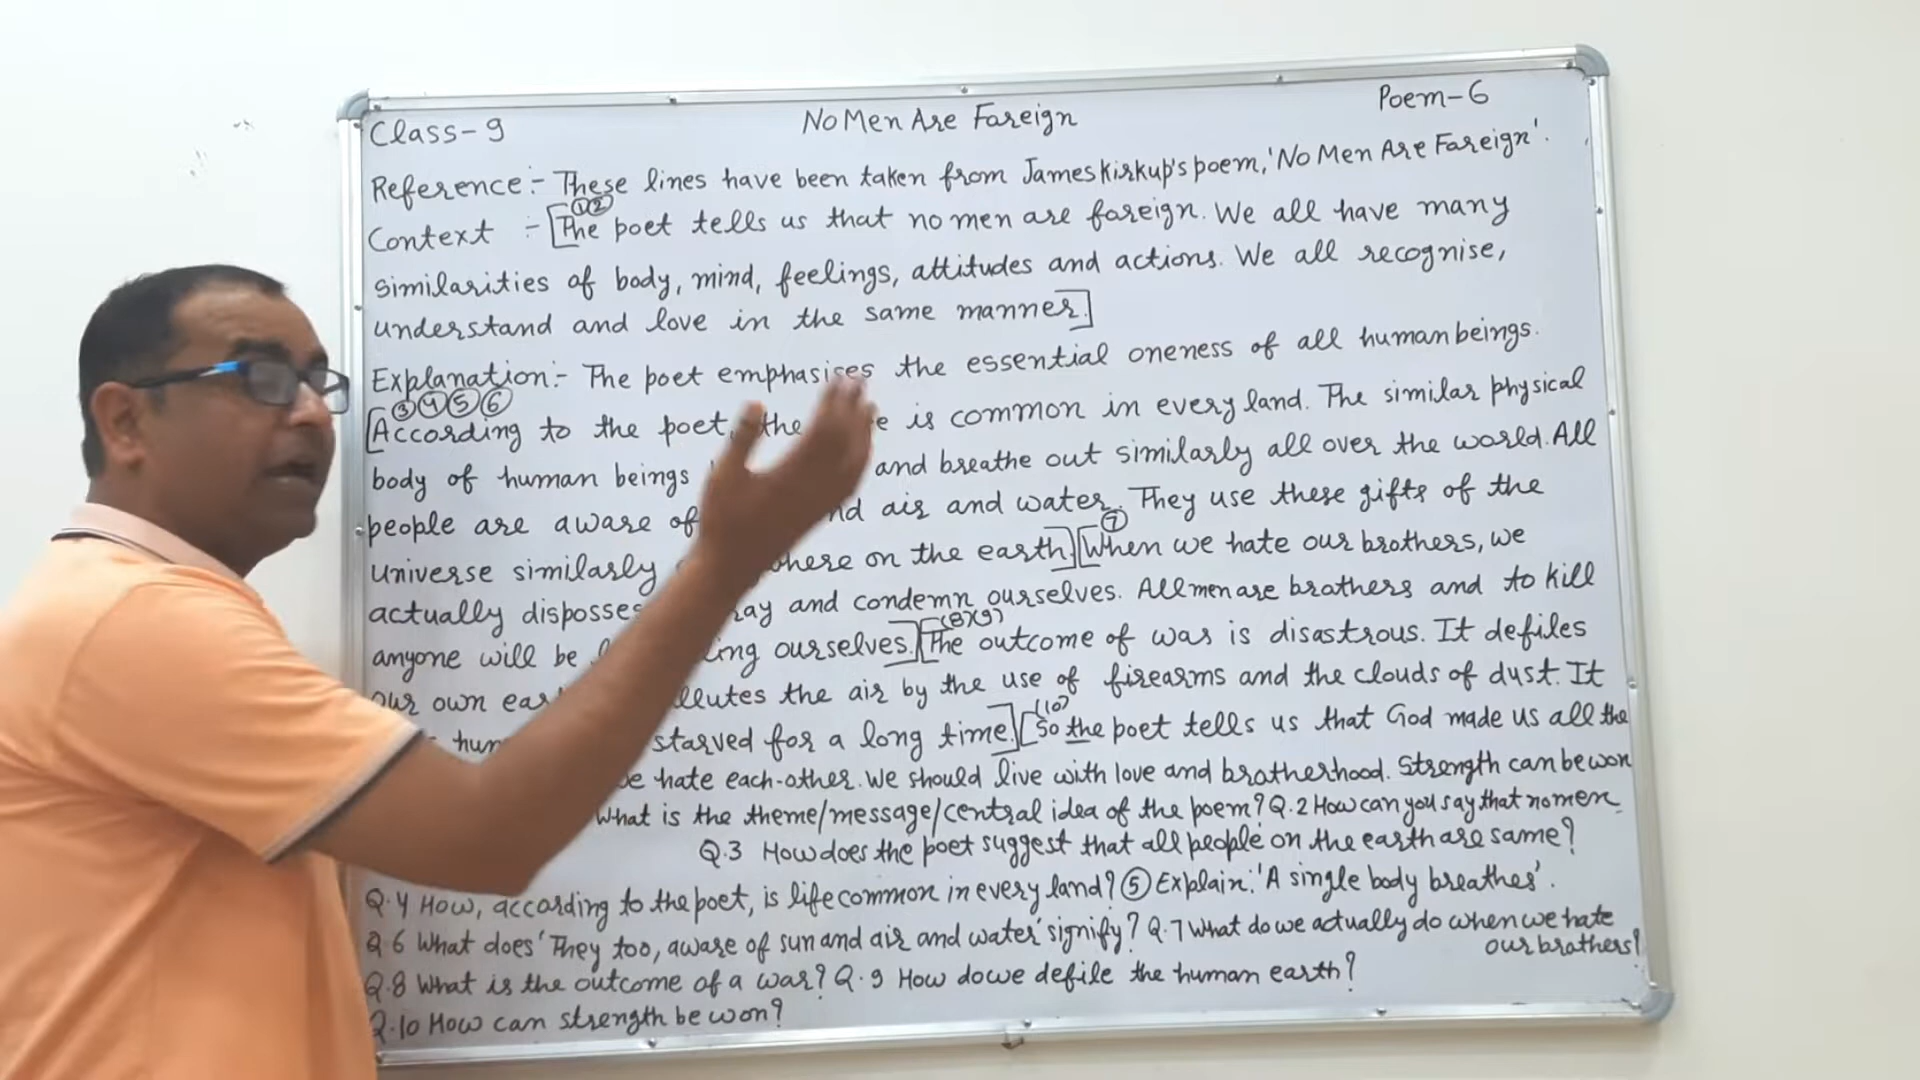 Class-9
No Men Are Foreign
Poem-6
Reference:- These lines have been taken from James Kirkup's poem, 'No Men Are Foreign'.
①②
Context :- [The poet tells us that no men are foreign. We all have many
similarities of body, mind, feelings, attitudes and actions. We all recognise,
understand and love in the same manner.]
Explanation:- The poet emphasises the essential oneness of all human beings.
③④⑤⑥
[According to the poet, the is common in every land. The similar physical
body of human beings and breathe out similarly all over the world. All
people are aware of air and water. They use these gifts of the
⑦
universe similarly on the earth.] [When we hate our brothers, we
actually and condemn ourselves. All men are brothers and to kill
(8)(9)
anyone will be ourselves.] [The outcome of war is disastrous. It defiles
our own the air by the use of firearms and the clouds of dust. It
(10)
starved for a long time.] [So the poet tells us that God made us all the
hate each-other. We should live with love and brotherhood. Strength can be won
What is the theme/message/central idea of the poem? Q.2 How can you say that no men
Q.3 How does the poet suggest that all people on the earth are same?
Q.4 How, according to the poet, is life common in every land? ⑤ Explain: 'A single body breathes'.
Q.6 What does 'They too, aware of sun and air and water' signify? Q.7 What do we actually do when we hate
our brothers?
Q.8 What is the outcome of a war? Q.9 How do we defile the human earth?
Q.10 How can strength be won?